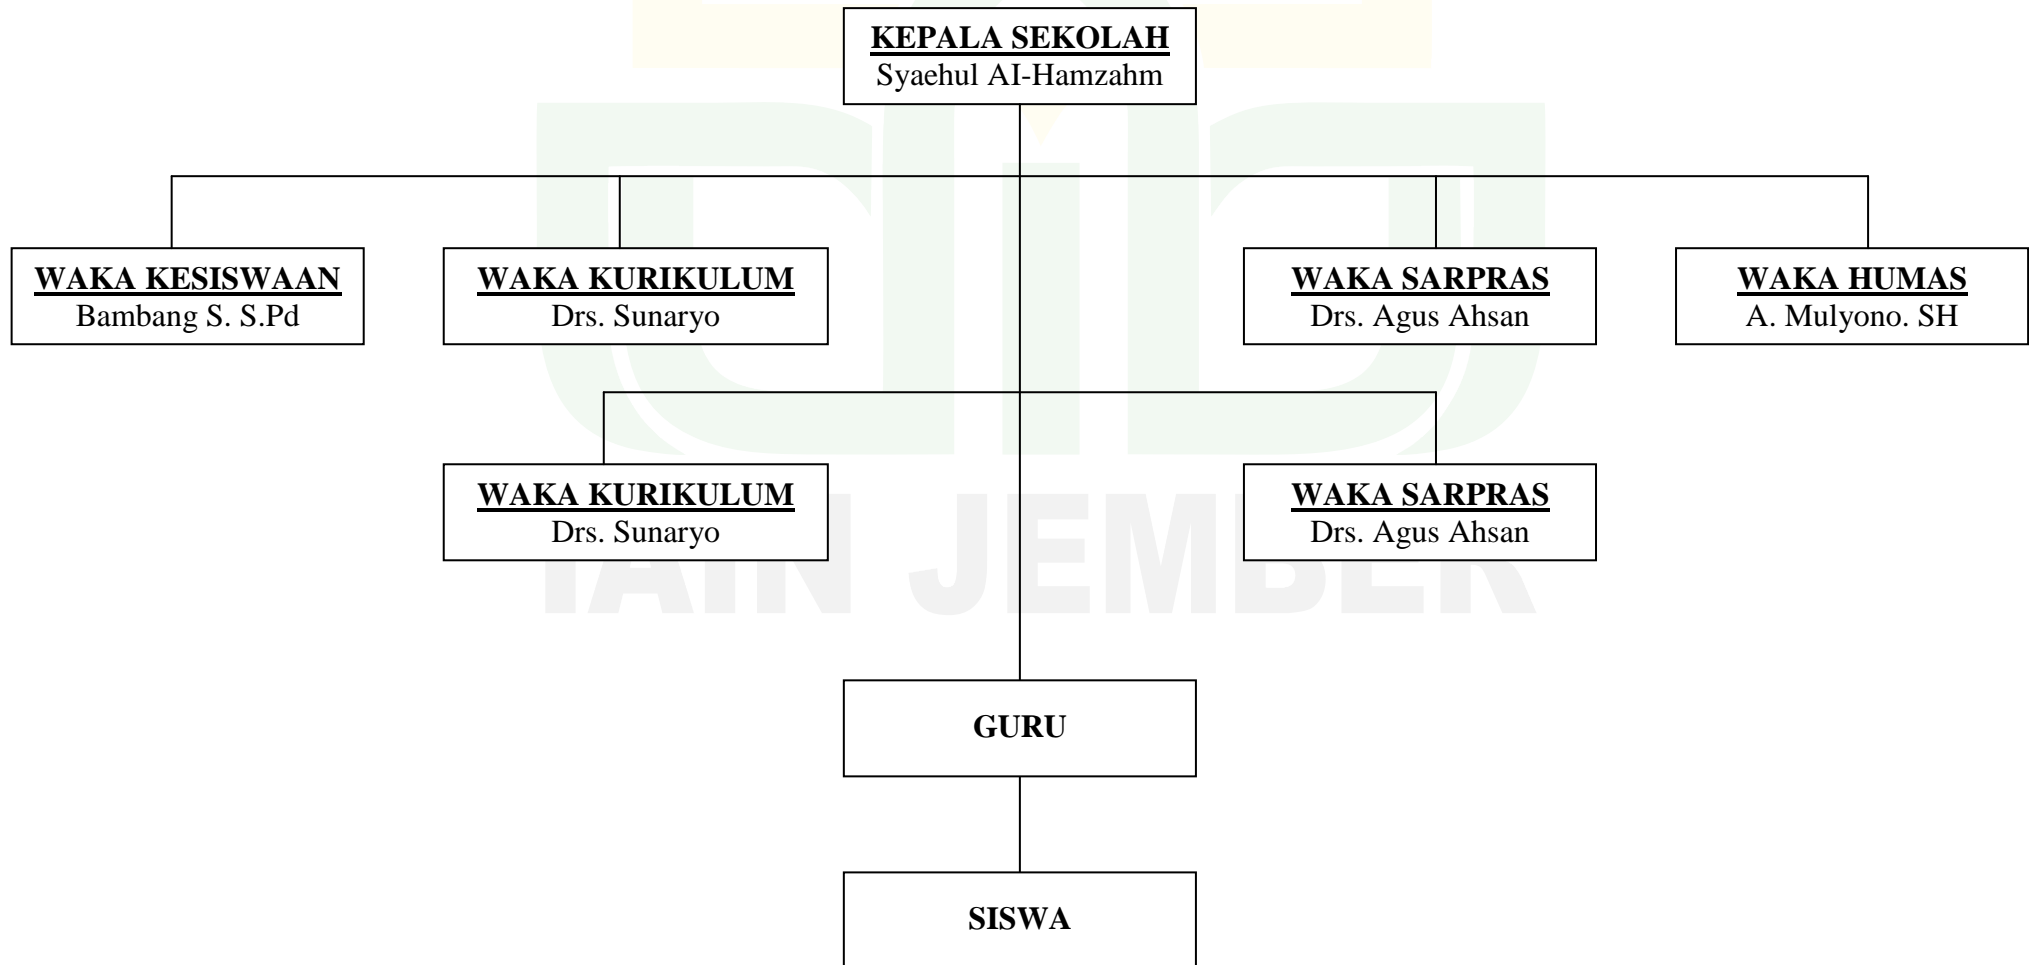 KEPALA SEKOLAH
Syaehul AI-Hamzahm
WAKA KESISWAAN
Bambang S. S.Pd
WAKA KURIKULUM
Drs. Sunaryo
WAKA SARPRAS
Drs. Agus Ahsan
WAKA HUMAS
A. Mulyono. SH
WAKA KURIKULUM
Drs. Sunaryo
WAKA SARPRAS
Drs. Agus Ahsan
IAIN JEMBER
GURU
SISWA